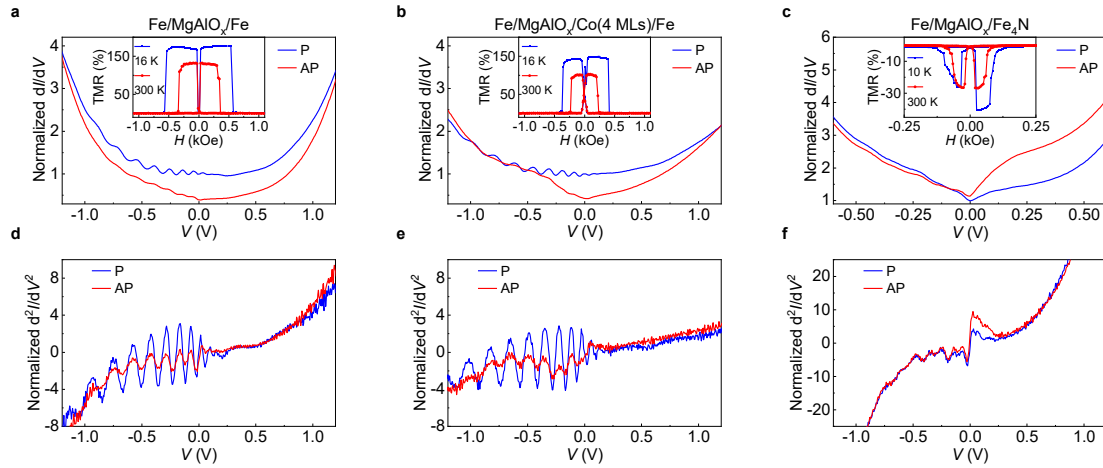 a
Fe/MgAlOₓ/Fe
4
3
2
1
Normalized dI/dV
-1.0
-0.5
0.0
0.5
1.0
V (V)
P
AP
TMR (%)
150
50
16 K
300 K
-1.0
-0.5
0.0
0.5
1.0
H (kOe)
b
Fe/MgAlOₓ/Co(4 MLs)/Fe
4
3
2
1
Normalized dI/dV
-1.0
-0.5
0.0
0.5
1.0
V (V)
P
AP
TMR (%)
150
50
16 K
300 K
-1.0
-0.5
0.0
0.5
1.0
H (kOe)
c
Fe/MgAlOₓ/Fe₄N
6
5
4
3
2
1
Normalized dI/dV
-0.50
-0.25
0.00
0.25
0.50
V (V)
P
AP
TMR (%)
-10
-30
10 K
300 K
-0.25
0.00
0.25
H (kOe)
d
8
4
0
-4
-8
Normalized d²I/dV²
-1.0
-0.5
0.0
0.5
1.0
V (V)
P
AP
e
8
4
0
-4
-8
Normalized d²I/dV²
-1.0
-0.5
0.0
0.5
1.0
V (V)
P
AP
f
20
10
0
-10
-20
Normalized d²I/dV²
-1.0
-0.5
0.0
0.5
1.0
V (V)
P
AP